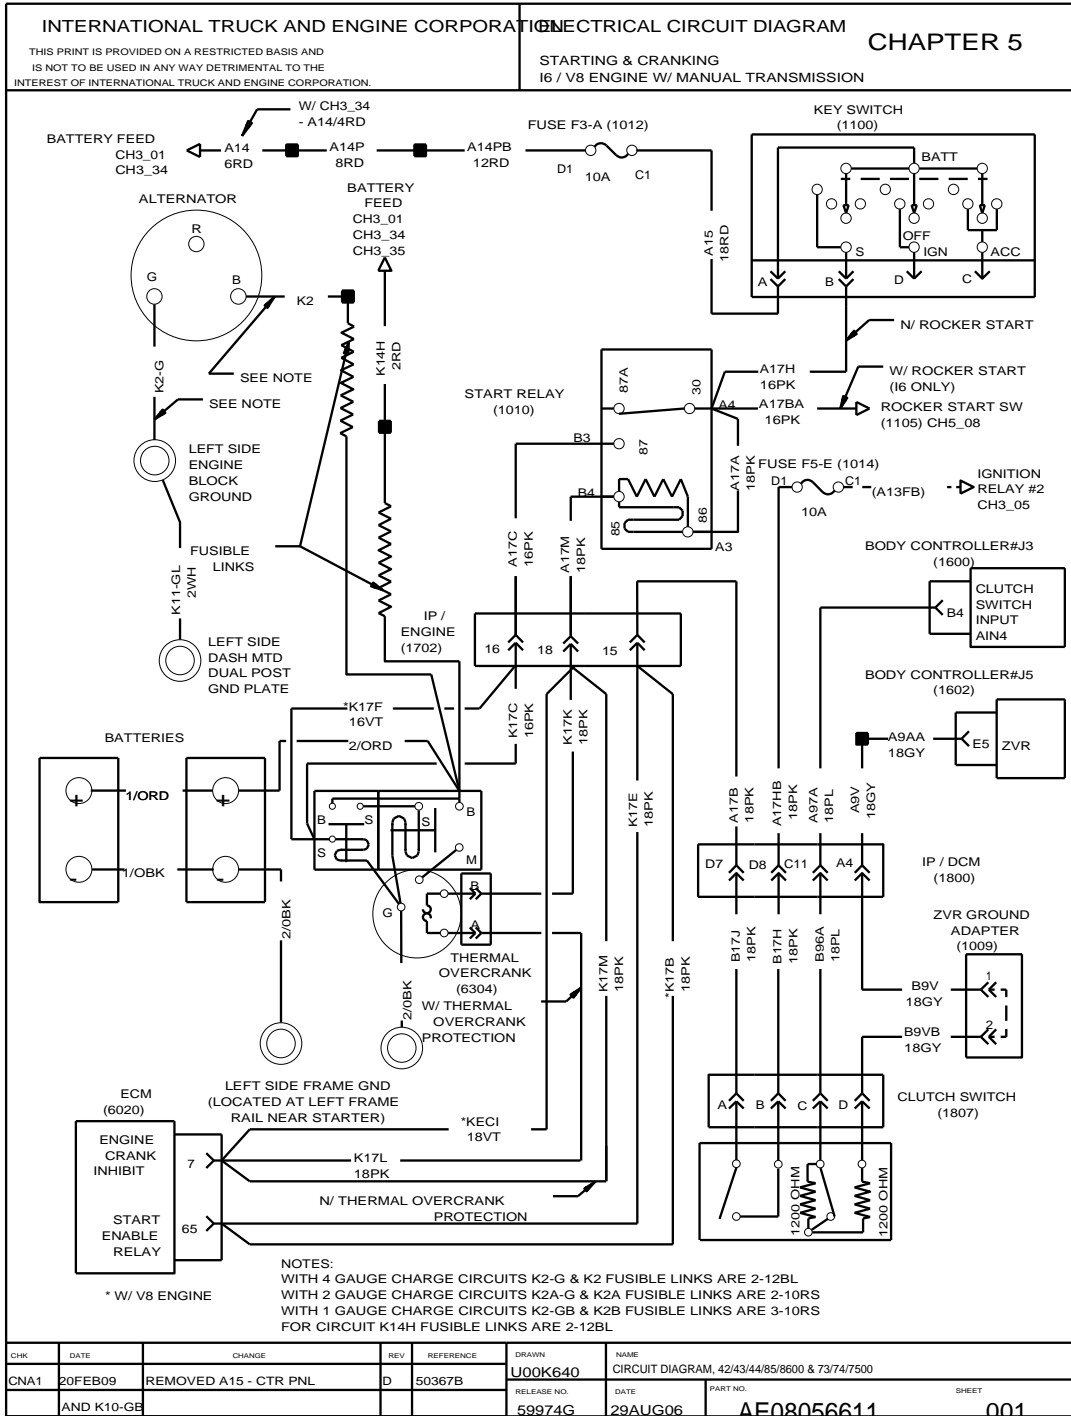 INTERNATIONAL TRUCK AND ENGINE CORPORATION
THIS PRINT IS PROVIDED ON A RESTRICTED BASIS AND
IS NOT TO BE USED IN ANY WAY DETRIMENTAL TO THE
INTEREST OF INTERNATIONAL TRUCK AND ENGINE CORPORATION.
ELECTRICAL CIRCUIT DIAGRAM
CHAPTER 5
STARTING & CRANKING
I6 / V8 ENGINE W/ MANUAL TRANSMISSION
W/ CH3_34
- A14/4RD
BATTERY FEED
CH3_01
CH3_34
A14
6RD
A14P
8RD
A14PB
12RD
FUSE F3-A (1012)
D1
10A
C1
KEY SWITCH
(1100)
BATT
OFF
S
IGN
ACC
A
B
D
C
A15
18RD
ALTERNATOR
R
G
B
K2
BATTERY
FEED
CH3_01
CH3_34
CH3_35
K14H
2RD
K2-G
SEE NOTE
SEE NOTE
LEFT SIDE
ENGINE
BLOCK
GROUND
FUSIBLE
LINKS
K11-GL
2WH
LEFT SIDE
DASH MTD
DUAL POST
GND PLATE
START RELAY
(1010)
87A
30
A4
B3
87
B4
85
86
A3
A17H
16PK
A17BA
16PK
A17A
18PK
N/ ROCKER START
W/ ROCKER START
(I6 ONLY)
ROCKER START SW
(1105) CH5_08
FUSE F5-E (1014)
D1
C1
10A
(A13FB)
IGNITION
RELAY #2
CH3_05
BODY CONTROLLER#J3
(1600)
B4
CLUTCH
SWITCH
INPUT
AIN4
BODY CONTROLLER#J5
(1602)
E5
ZVR
A9AA
18GY
A17C
16PK
A17M
18PK
IP /
ENGINE
(1702)
16
18
15
*K17F
16VT
2/ORD
K17C
16PK
K17K
18PK
K17E
18PK
A17B
18PK
A17HB
18PK
A97A
18PL
A9V
18GY
BATTERIES
+
1/ORD
+
-
1/OBK
-
2/0BK
B
S
S
B
S
M
G
B
A
2/0BK
THERMAL
OVERCRANK
(6304)
W/ THERMAL
OVERCRANK
PROTECTION
K17M
18PK
*K17B
18PK
D7
D8
C11
A4
IP / DCM
(1800)
B17J
18PK
B17H
18PK
B96A
18PL
ZVR GROUND
ADAPTER
(1009)
1
2
B9V
18GY
B9VB
18GY
A
B
C
D
CLUTCH SWITCH
(1807)
1200 OHM
1200 OHM
LEFT SIDE FRAME GND
(LOCATED AT LEFT FRAME
RAIL NEAR STARTER)
ECM
(6020)
ENGINE
CRANK
INHIBIT
7
START
ENABLE
RELAY
65
*KECI
18VT
K17L
18PK
N/ THERMAL OVERCRANK
PROTECTION
* W/ V8 ENGINE
NOTES:
WITH 4 GAUGE CHARGE CIRCUITS K2-G & K2 FUSIBLE LINKS ARE 2-12BL
WITH 2 GAUGE CHARGE CIRCUITS K2A-G & K2A FUSIBLE LINKS ARE 2-10RS
WITH 1 GAUGE CHARGE CIRCUITS K2-GB & K2B FUSIBLE LINKS ARE 3-10RS
FOR CIRCUIT K14H FUSIBLE LINKS ARE 2-12BL
CHK DATE CHANGE REV REFERENCE
CNA1 20FEB09 REMOVED A15 - CTR PNL D 50367B
AND K10-GB
DRAWN
U00K640
NAME
CIRCUIT DIAGRAM, 42/43/44/85/8600 & 73/74/7500
RELEASE NO.
59974G
DATE
29AUG06
PART NO.
AE08056611
SHEET
001